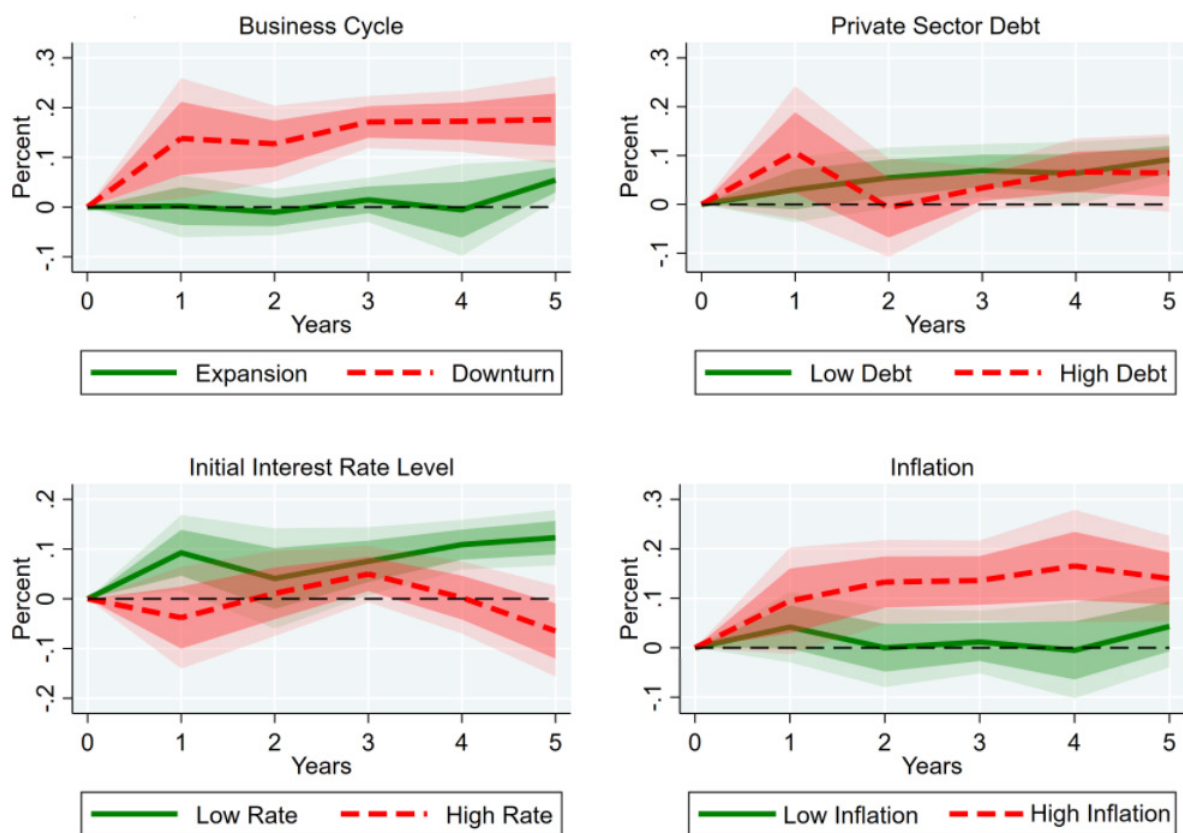 Business Cycle
Percent
.3
.2
.1
0
-.1
0 1 2 3 4 5
Years
Expansion Downturn
Private Sector Debt
Percent
.3
.2
.1
0
-.1
0 1 2 3 4 5
Years
Low Debt High Debt
Initial Interest Rate Level
Percent
.2
.1
0
-.1
-.2
0 1 2 3 4 5
Years
Low Rate High Rate
Inflation
Percent
.3
.2
.1
0
-.1
0 1 2 3 4 5
Years
Low Inflation High Inflation